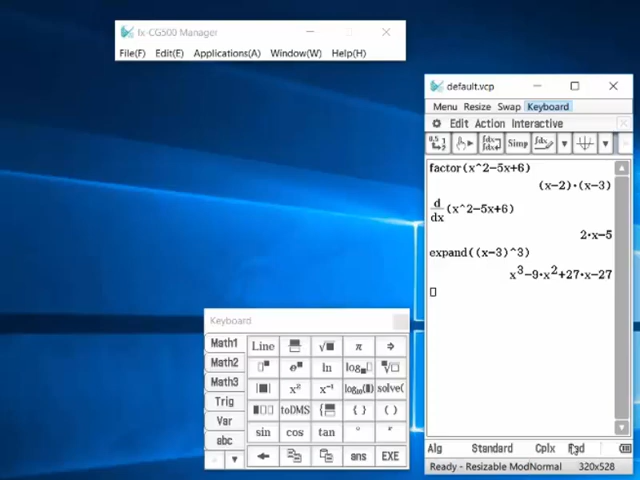 fx-CG500 Manager
File(F) Edit(E) Applications(A) Window(W) Help(H)
default.vcp
Menu Resize Swap Keyboard
Edit Action Interactive
Simp
factor(x^2-5x+6)
(x-2)·(x-3)
d/dx(x^2-5x+6)
2·x-5
expand((x-3)^3)
x³-9·x²+27·x-27
Alg Standard Cplx
Ready - Resizable ModNormal 320x528
Keyboard
Math1 Line √■ π ⇒
Math2 e■ ln log■□
Math3 |■| x² x⁻¹ log₁₀(■) solve(
Trig toDMS { } ( )
Var sin cos tan ° r
abc
ans EXE